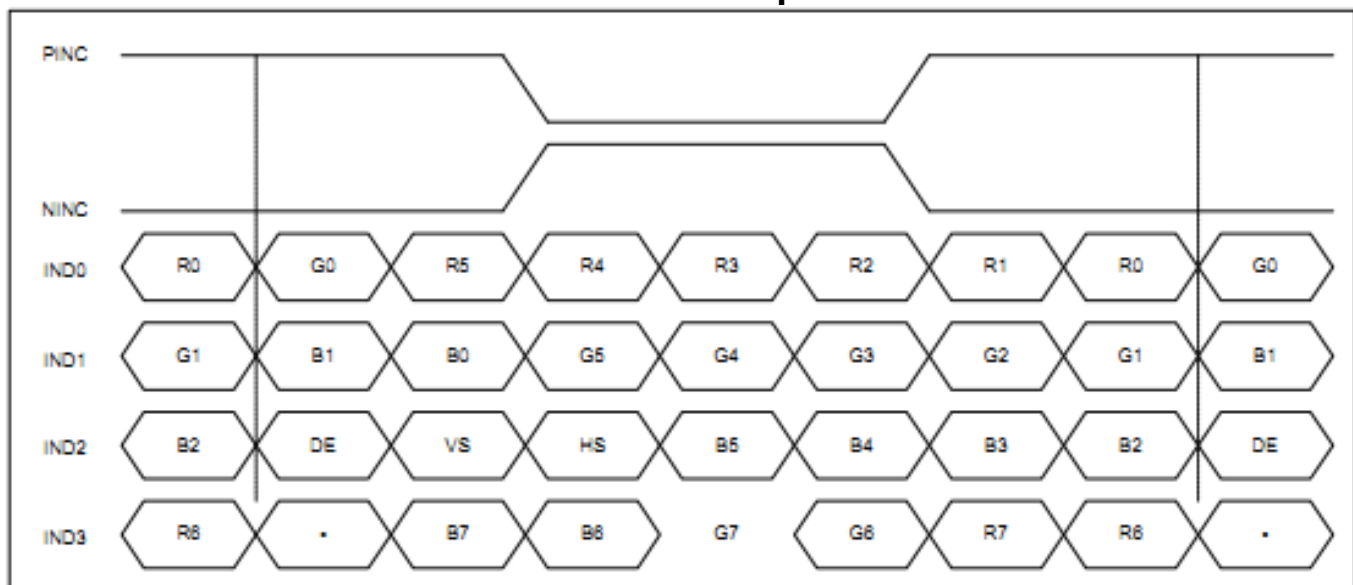 PINC
NINC
IND0 R0 G0 R5 R4 R3 R2 R1 R0 G0
IND1 G1 B1 B0 G5 G4 G3 G2 G1 B1
IND2 B2 DE VS HS B5 B4 B3 B2 DE
IND3 R6 - B7 B6 G7 G6 R7 R6 -